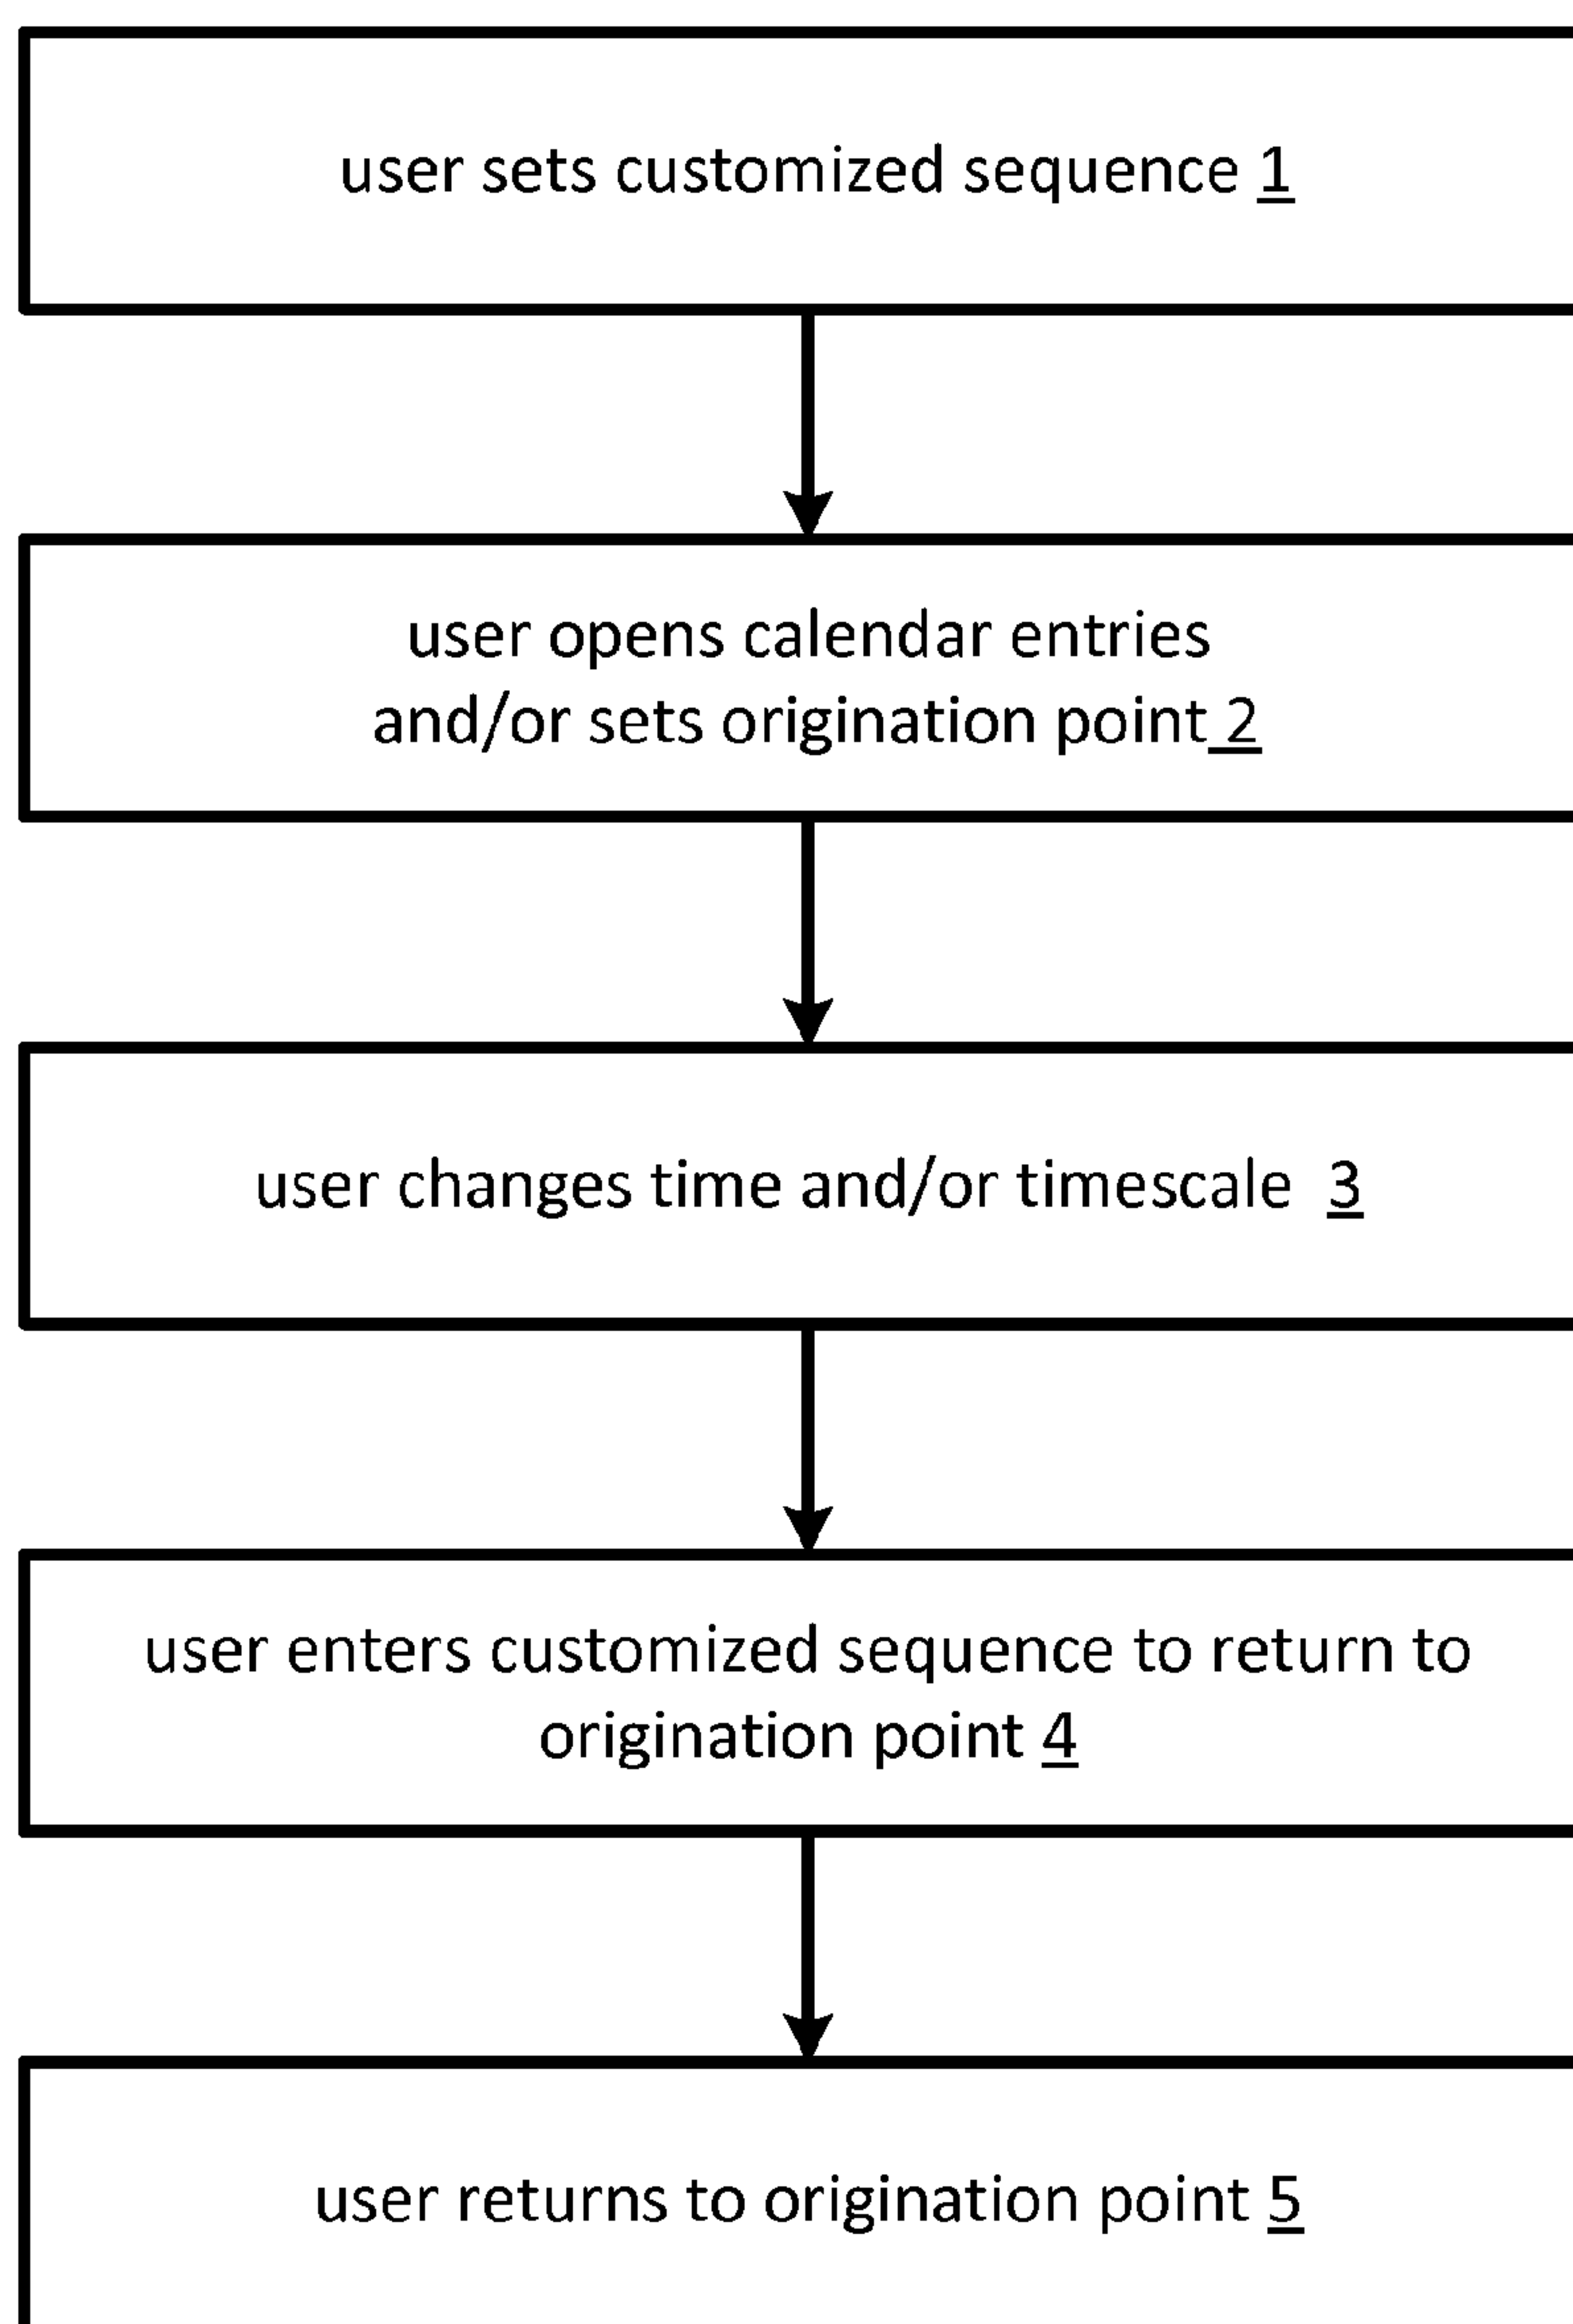 user sets customized sequence 1
user opens calendar entries
and/or sets origination point 2
user changes time and/or timescale 3
user enters customized sequence to return to
origination point 4
user returns to origination point 5